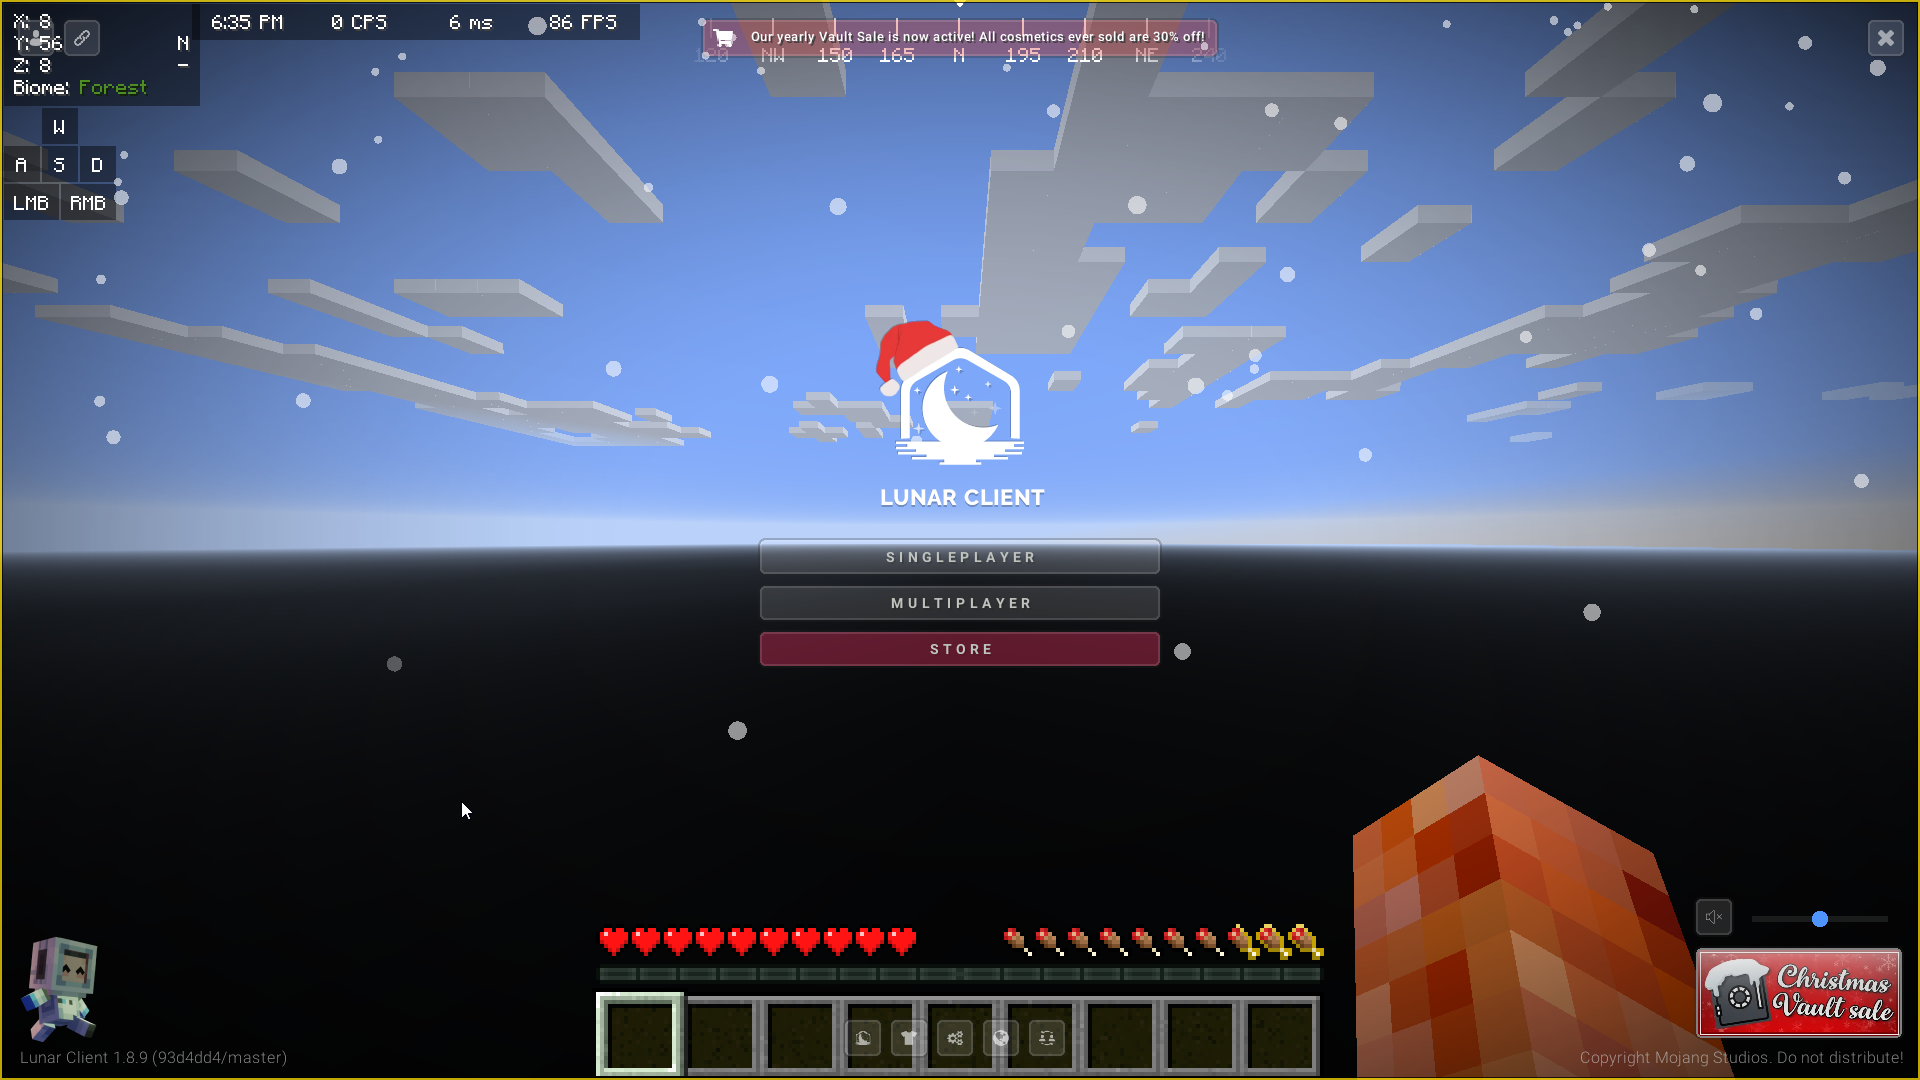 X: 8
Y: 56 N
Z: 8 -
Biome: Forest
6:35 PM 0 CPS 6 ms 86 FPS
Our yearly Vault Sale is now active! All cosmetics ever sold are 30% off!
120 NW 150 165 N 195 210 NE 240
W
A S D
LMB RMB
LUNAR CLIENT
SINGLEPLAYER
MULTIPLAYER
STORE
Christmas
Vault sale
Lunar Client 1.8.9 (93d4dd4/master)
Copyright Mojang Studios. Do not distribute!